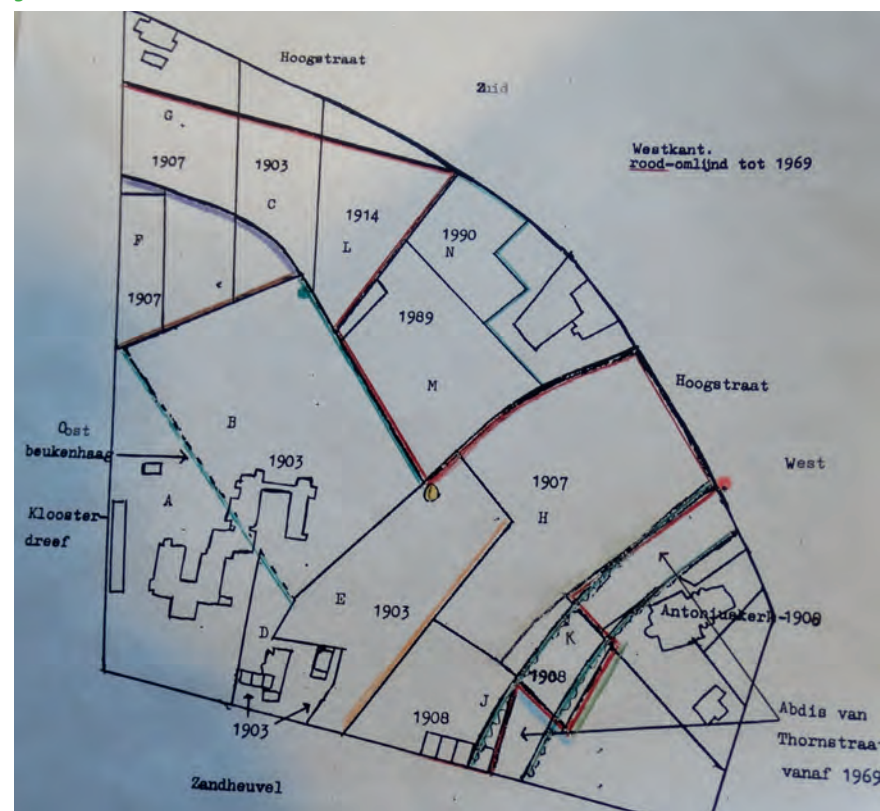 Hoogstraat
Zuid
Westkant.
rood-omlijnd tot 1969
G
1907
1903
C
1914
L
1990
N
F
1907
1989
M
Hoogstraat
Oost
beukenhaag
B
1903
West
A
1907
H
Klooster-
dreef
E
1903
Antoniuskerk-1908
K
D
1908
J
1903
1908
Abdis van
Thornstraat
vanaf 1969
Zandheuvel